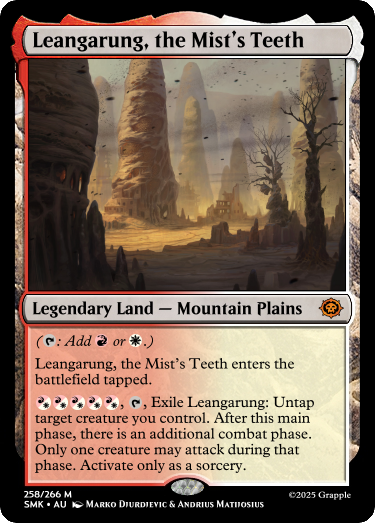 Leangarung, the Mist's Teeth
Legendary Land — Mountain Plains
(: Add or .)
Leangarung, the Mist's Teeth enters the
battlefield tapped.
, , Exile Leangarung: Untap
target creature you control. After this main
phase, there is an additional combat phase.
Only one creature may attack during that
phase. Activate only as a sorcery.
258/266 M
SMK • AU Marko Djurdjevic & Andrius Matijosius
©2025 Grapple